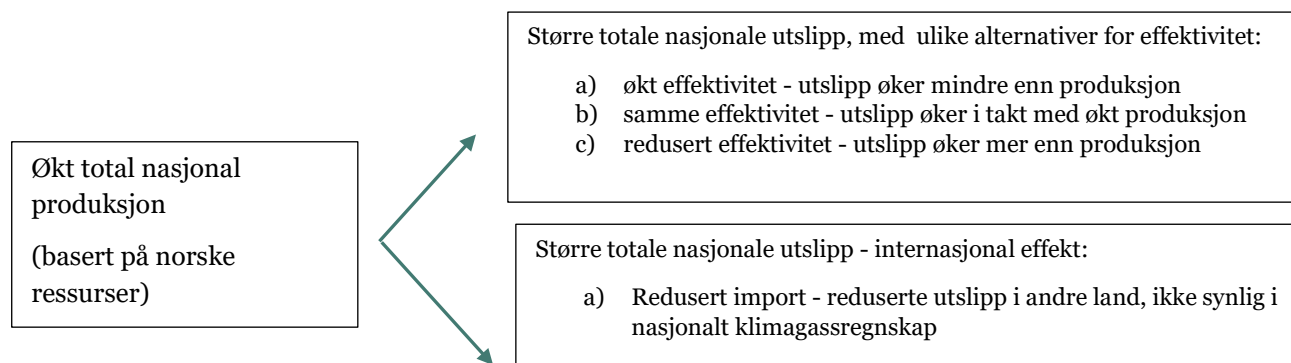 Større totale nasjonale utslipp, med  ulike alternativer for effektivitet:
a) økt effektivitet - utslipp øker mindre enn produksjon
b) samme effektivitet - utslipp øker i takt med økt produksjon
c) redusert effektivitet - utslipp øker mer enn produksjon
Økt total nasjonal
produksjon
(basert på norske
ressurser)
Større totale nasjonale utslipp - internasjonal effekt:
a) Redusert import - reduserte utslipp i andre land, ikke synlig i
nasjonalt klimagassregnskap